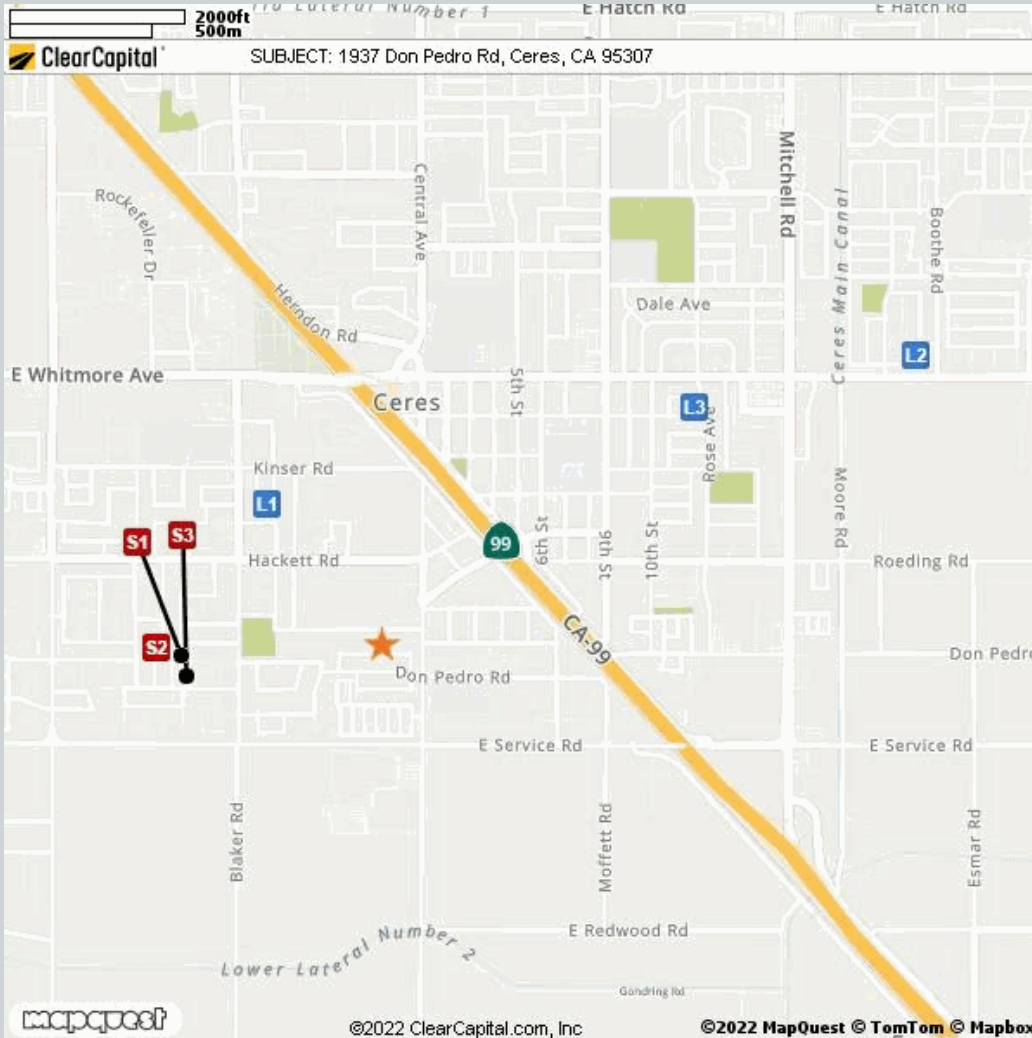 2000ft
500m
Lateral Number 1
E Hatch Rd
E Hatch Rd
ClearCapital
SUBJECT: 1937 Don Pedro Rd, Ceres, CA 95307
Rockefeller Dr
Central Ave
Mitchell Rd
Ceres Main Canal
Boothe Rd
Herndon Rd
Dale Ave
E Whitmore Ave
L2
Ceres
5th St
L3
Rose Ave
Kinser Rd
L1
Moore Rd
S1
S3
99
6th St
9th St
10th St
Hackett Rd
Roeding Rd
CA-99
S2
Don Pedro Rd
Don Pedro
E Service Rd
E Service Rd
Blaker Rd
Moffett Rd
Esmar Rd
E Redwood Rd
Lower Lateral Number 2
Gondring Rd
mapquest
©2022 ClearCapital.com, Inc
©2022 MapQuest © TomTom © Mapbox